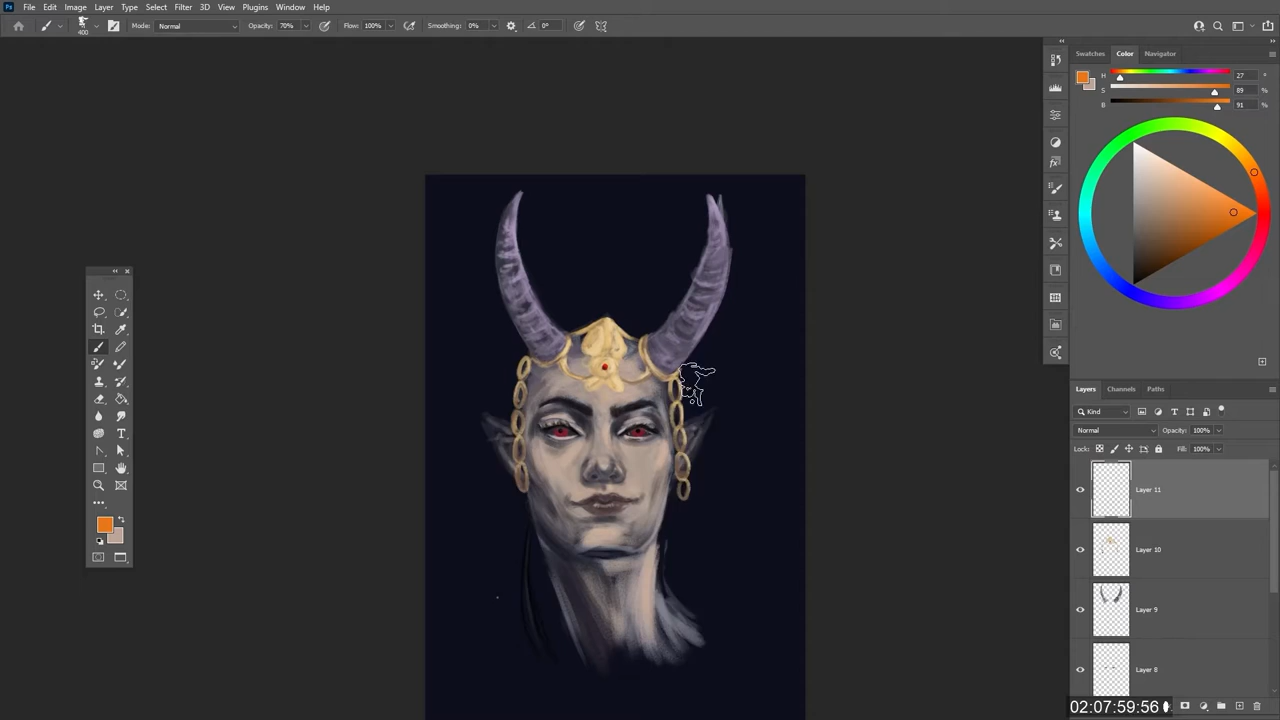 Ps File Edit Image Layer Type Select Filter 3D View Plugins Window Help
400 Mode: Normal Opacity: 70% Flow: 100% Smoothing: 0% 0°
Swatches Color Navigator
H 27 °
S 89 %
B 91 %
Layers Channels Paths
Kind
Normal Opacity: 100%
Lock: Fill: 100%
Layer 11
Layer 10
Layer 9
Layer 8
02:07:59:56